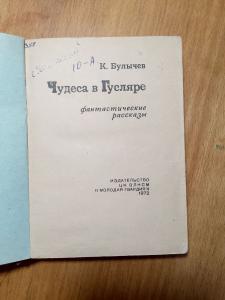 10-А
К. Булычев
Чудеса в Гусляре
фантастические
рассказы
ИЗДАТЕЛЬСТВО
ЦК ВЛКСМ
«МОЛОДАЯ ГВАРДИЯ»
1972